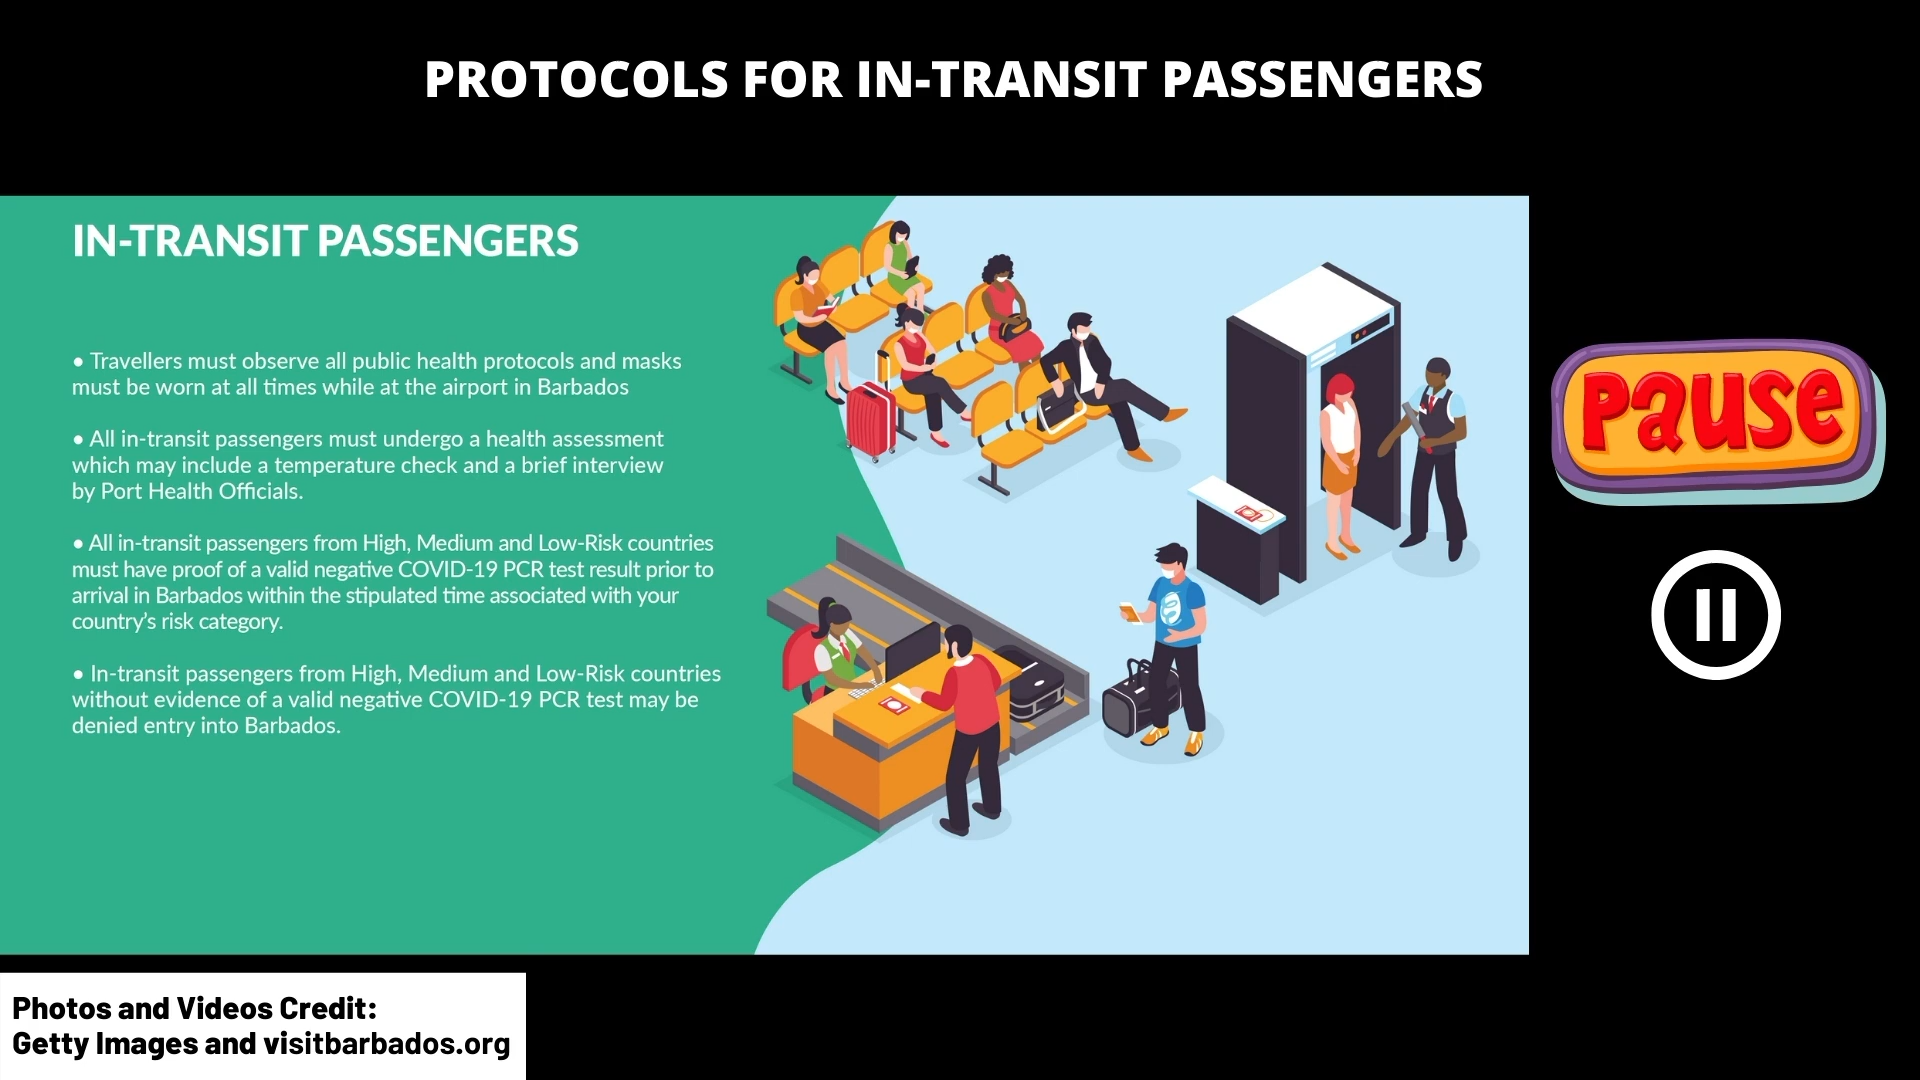 PROTOCOLS FOR IN-TRANSIT PASSENGERS
IN-TRANSIT PASSENGERS
• Travellers must observe all public health protocols and masks
must be worn at all times while at the airport in Barbados
• All in-transit passengers must undergo a health assessment
which may include a temperature check and a brief interview
by Port Health Officials.
• All in-transit passengers from High, Medium and Low-Risk countries
must have proof of a valid negative COVID-19 PCR test result prior to
arrival in Barbados within the stipulated time associated with your
country's risk category.
• In-transit passengers from High, Medium and Low-Risk countries
without evidence of a valid negative COVID-19 PCR test may be
denied entry into Barbados.
Pause
Photos and Videos Credit:
Getty Images and visitbarbados.org